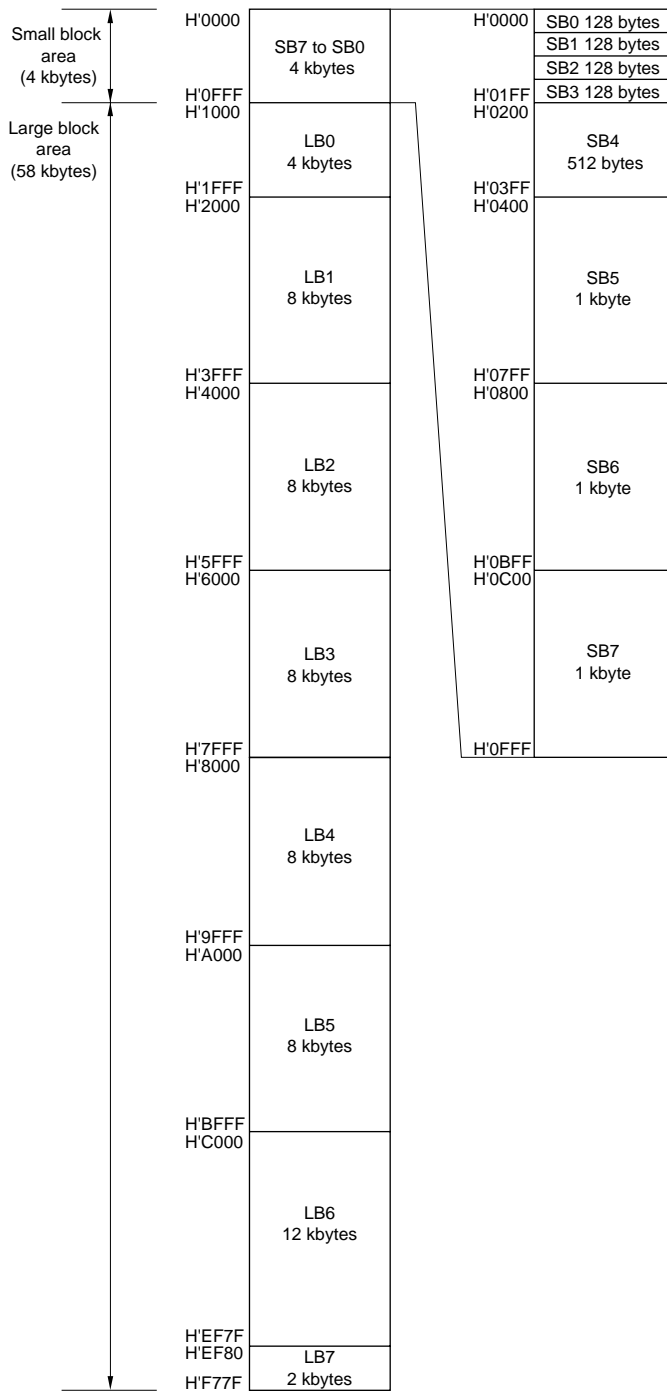 Small block
area
(4 kbytes)
Large block
area
(58 kbytes)
H'0000
SB7 to SB0
4 kbytes
H'0FFF
H'1000
LB0
4 kbytes
H'1FFF
H'2000
LB1
8 kbytes
H'3FFF
H'4000
LB2
8 kbytes
H'5FFF
H'6000
LB3
8 kbytes
H'7FFF
H'8000
LB4
8 kbytes
H'9FFF
H'A000
LB5
8 kbytes
H'BFFF
H'C000
LB6
12 kbytes
H'EF7F
H'EF80
LB7
2 kbytes
H'F77F
H'0000
SB0 128 bytes
SB1 128 bytes
SB2 128 bytes
SB3 128 bytes
H'01FF
H'0200
SB4
512 bytes
H'03FF
H'0400
SB5
1 kbyte
H'07FF
H'0800
SB6
1 kbyte
H'0BFF
H'0C00
SB7
1 kbyte
H'0FFF